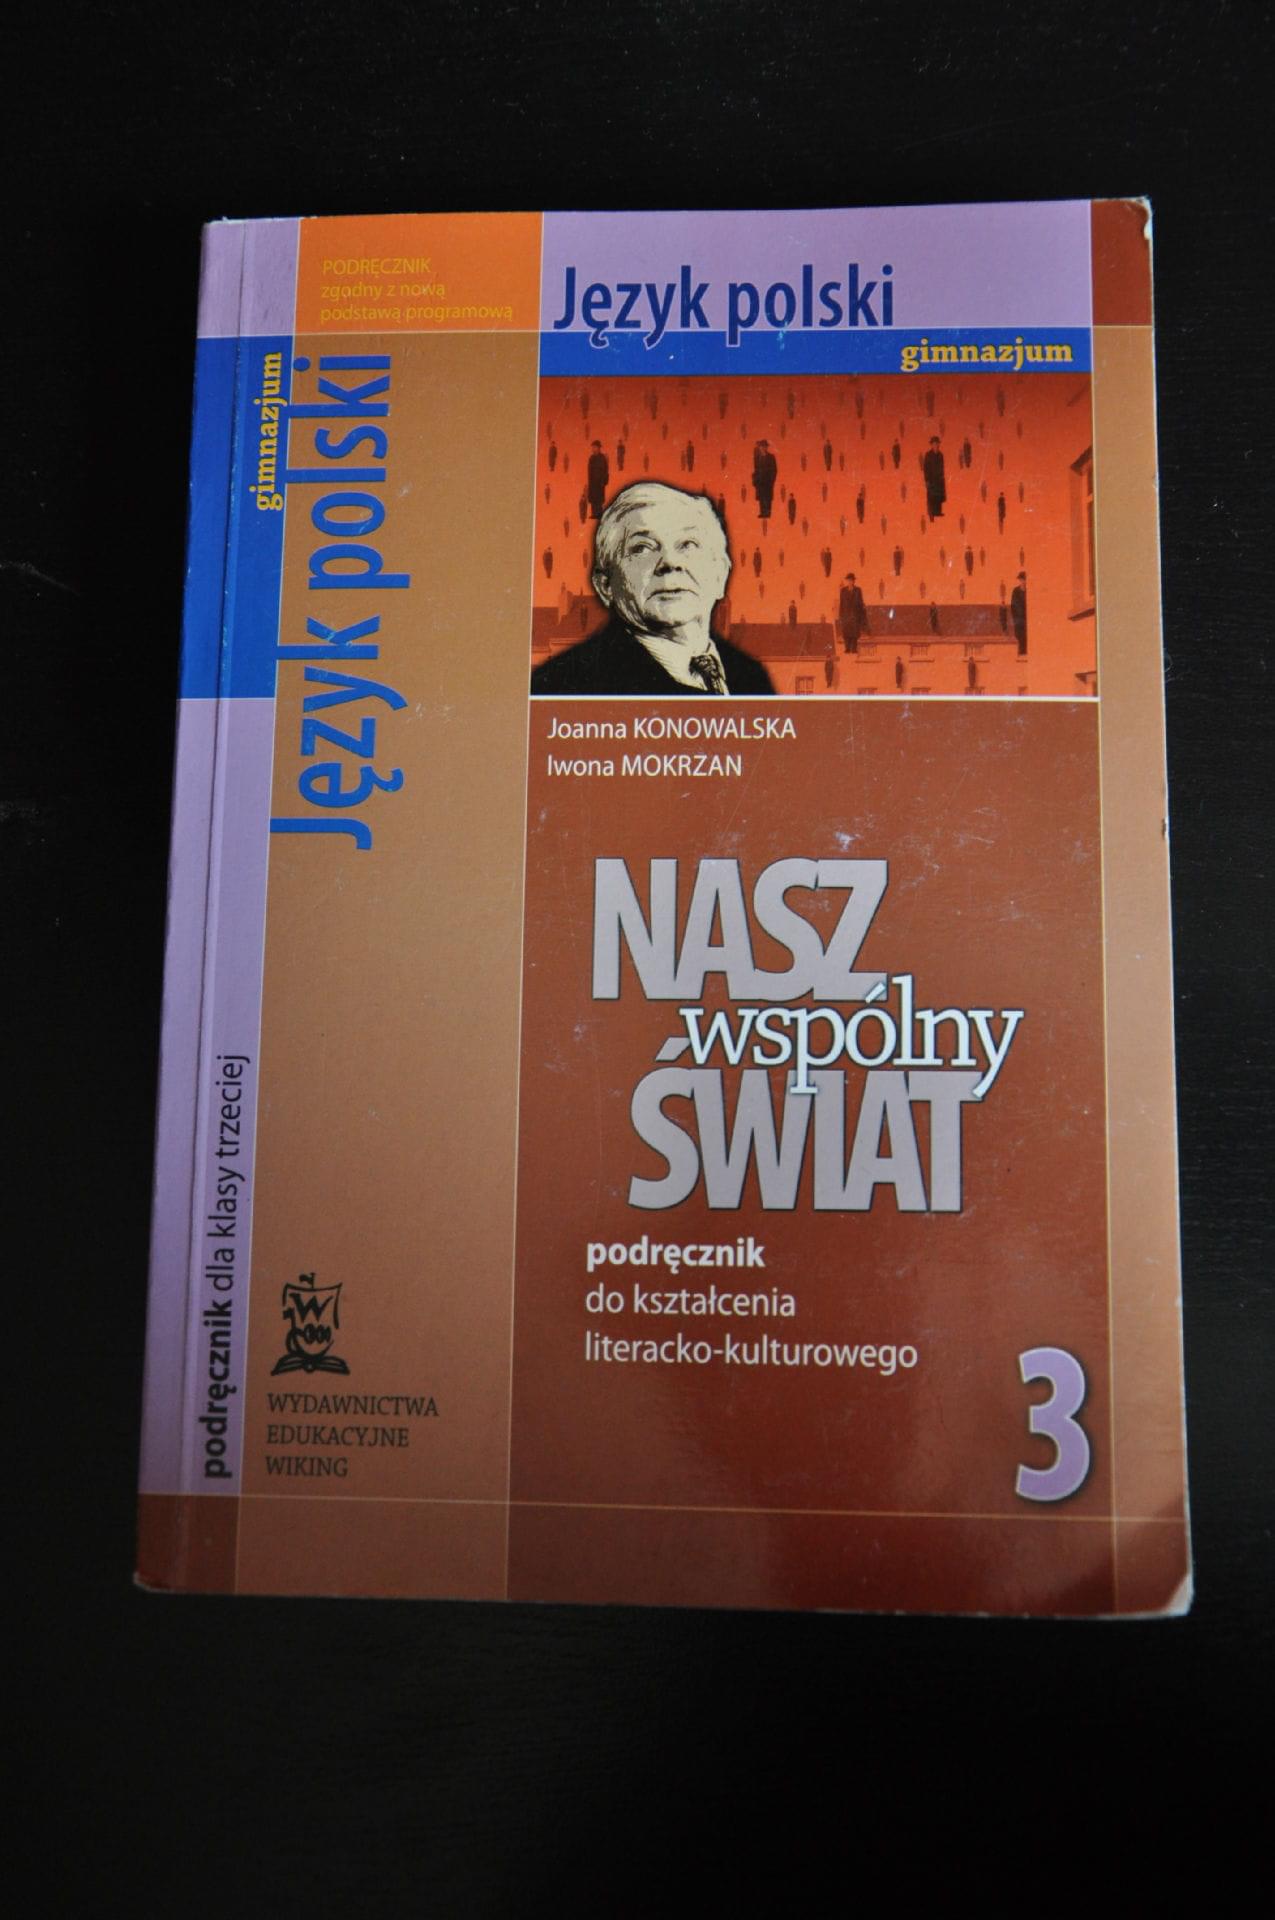 PODRĘCZNIK
zgodny z nową
podstawą programową
Język polski
gimnazjum
gimnazjum
Język polski
Joanna KONOWALSKA
Iwona MOKRZAN
NASZ
wspólny
ŚWIAT
podręcznik
do kształcenia
literacko-kulturowego
3
podręcznik dla klasy trzeciej
W
WYDAWNICTWA
EDUKACYJNE
WIKING